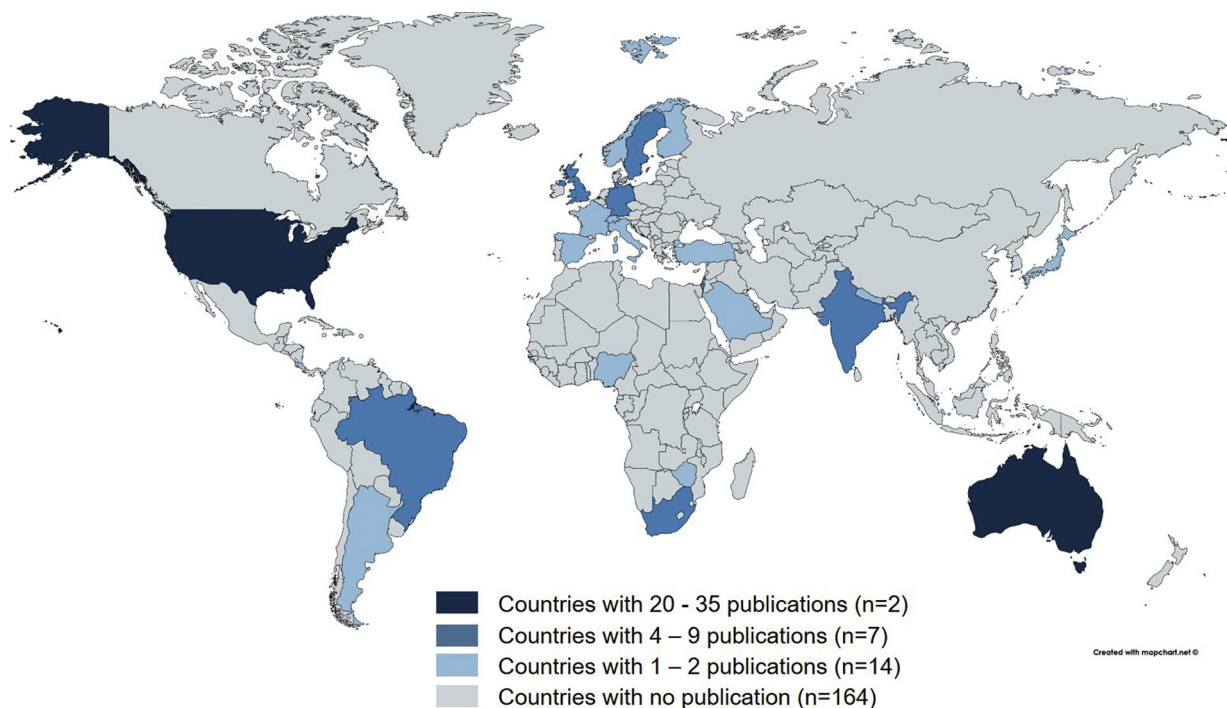 Countries with 20 - 35 publications (n=2)
Countries with 4 – 9 publications (n=7)
Countries with 1 – 2 publications (n=14)
Countries with no publication (n=164)
Created with mapchart.net ©